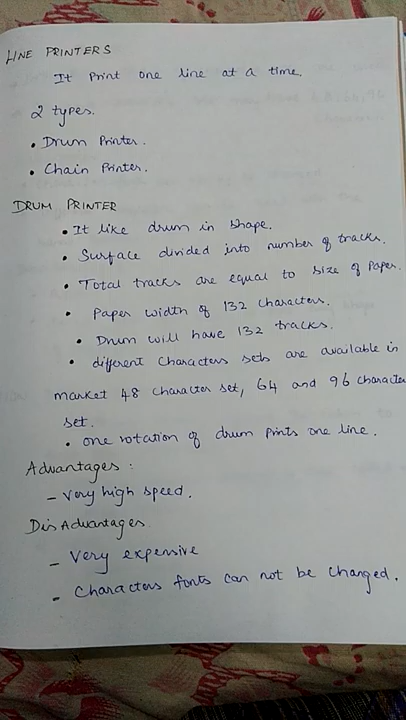 LINE PRINTERS
It Print one line at a time.
2 types.
• Drum Printer.
• Chain Printer.
DRUM PRINTER
• It like drum in shape.
• Surface divided into number of tracks.
• Total tracks are equal to size of Paper.
• Paper width of 132 characters.
• Drum will have 132 tracks.
• different characters sets are available in
market 48 character set, 64 and 96 character
set.
• one rotation of drum prints one line.
Advantages :
- very high speed.
DisAdvantages
- Very expensive
- Characters fonts can not be changed.